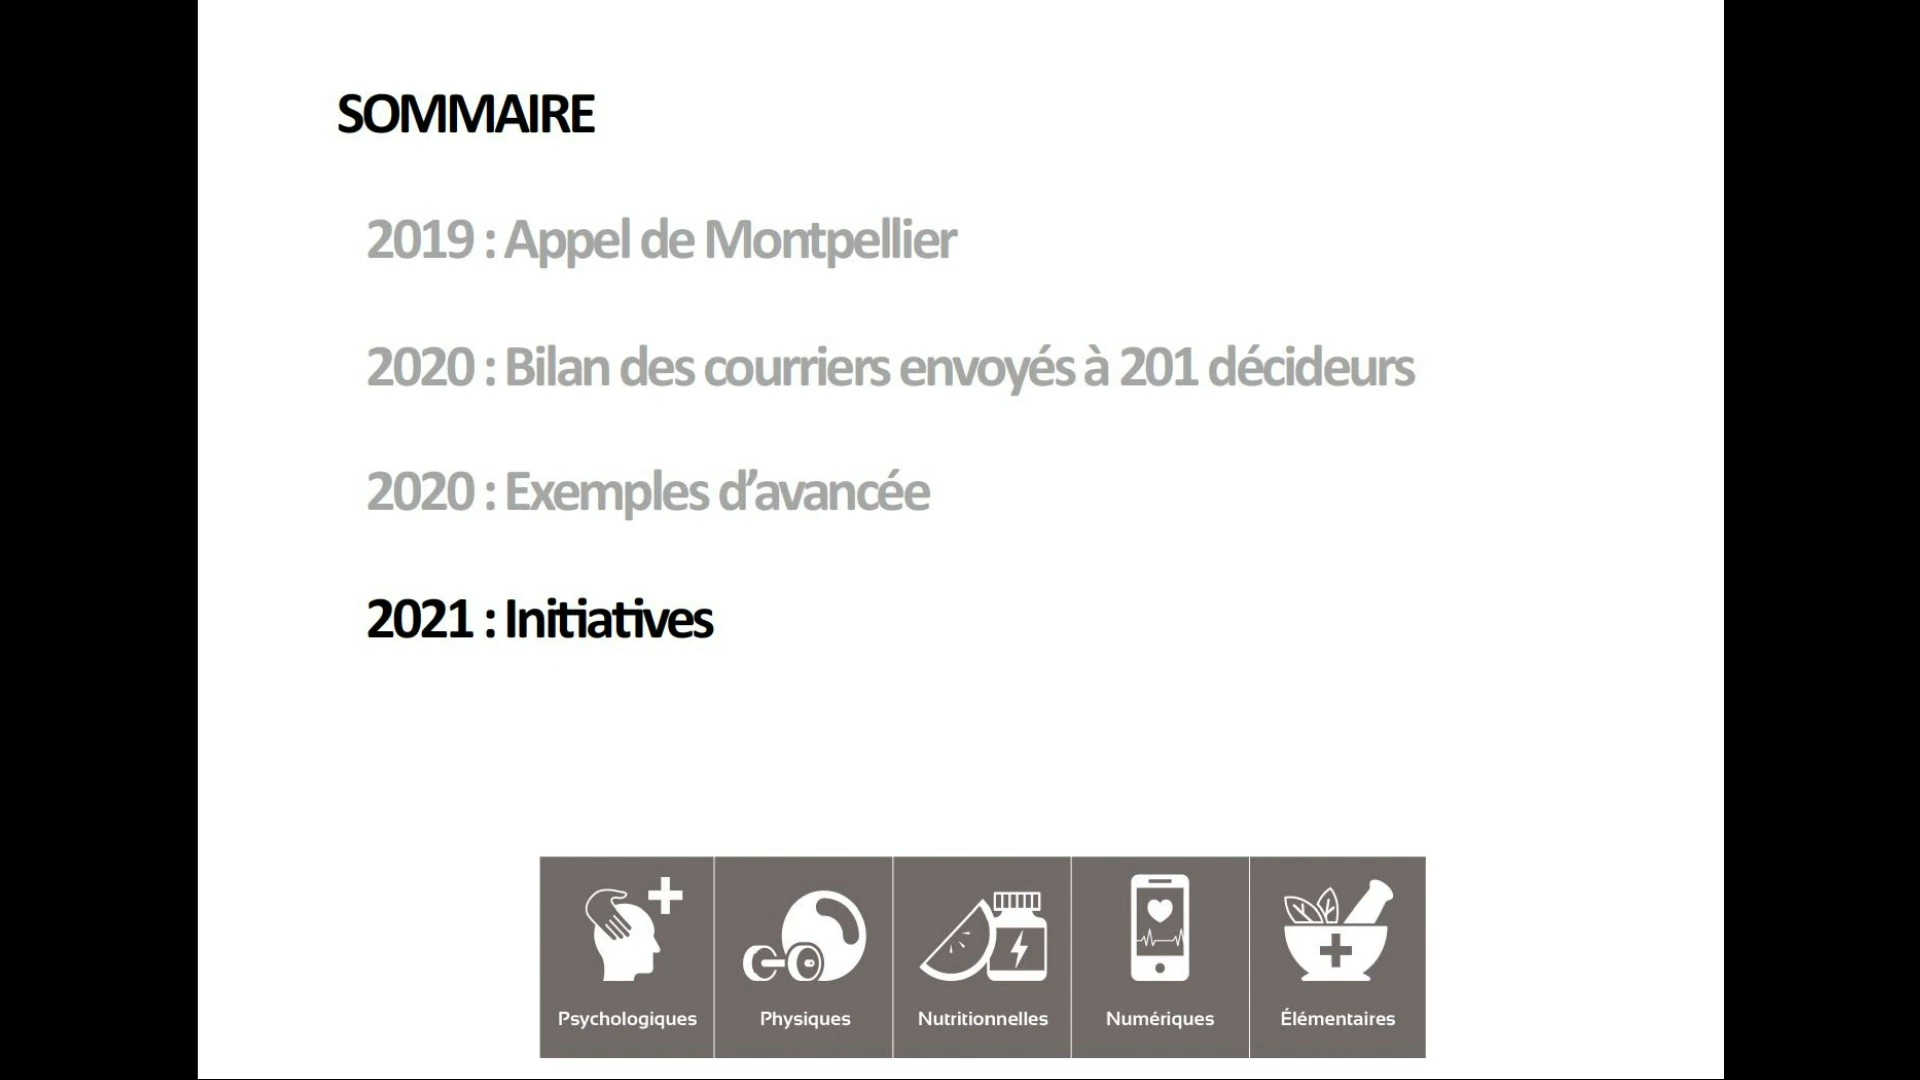 SOMMAIRE
2019 : Appel de Montpellier
2020 : Bilan des courriers envoyés à 201 décideurs
2020 : Exemples d’avancée
2021 : Initiatives
Psychologiques Physiques Nutritionnelles Numériques Élémentaires